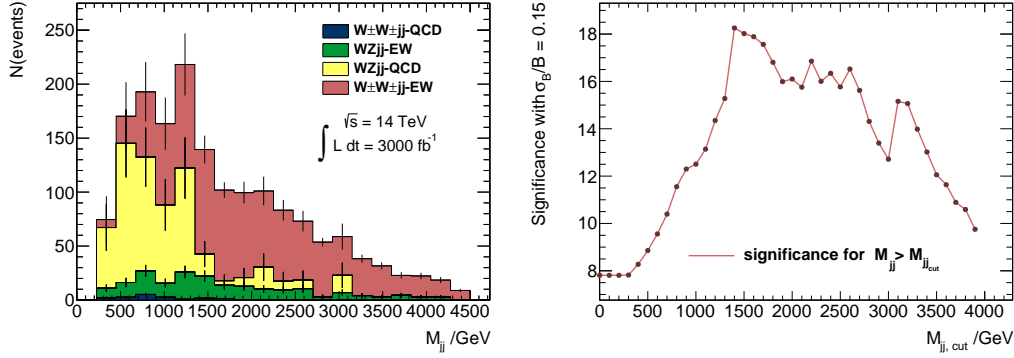 N(events)
250
200
150
100
50
0
W±W±jj-QCD
WZjj-EW
WZjj-QCD
W±W±jj-EW
∫ √s = 14 TeV
L dt = 3000 fb⁻¹
0 500 1000 1500 2000 2500 3000 3500 4000 4500
M_jj /GeV
Significance with σ_B/B = 0.15
18
16
14
12
10
8
significance for M_jj > M_jj_cut
0 500 1000 1500 2000 2500 3000 3500 4000
M_jj, cut /GeV